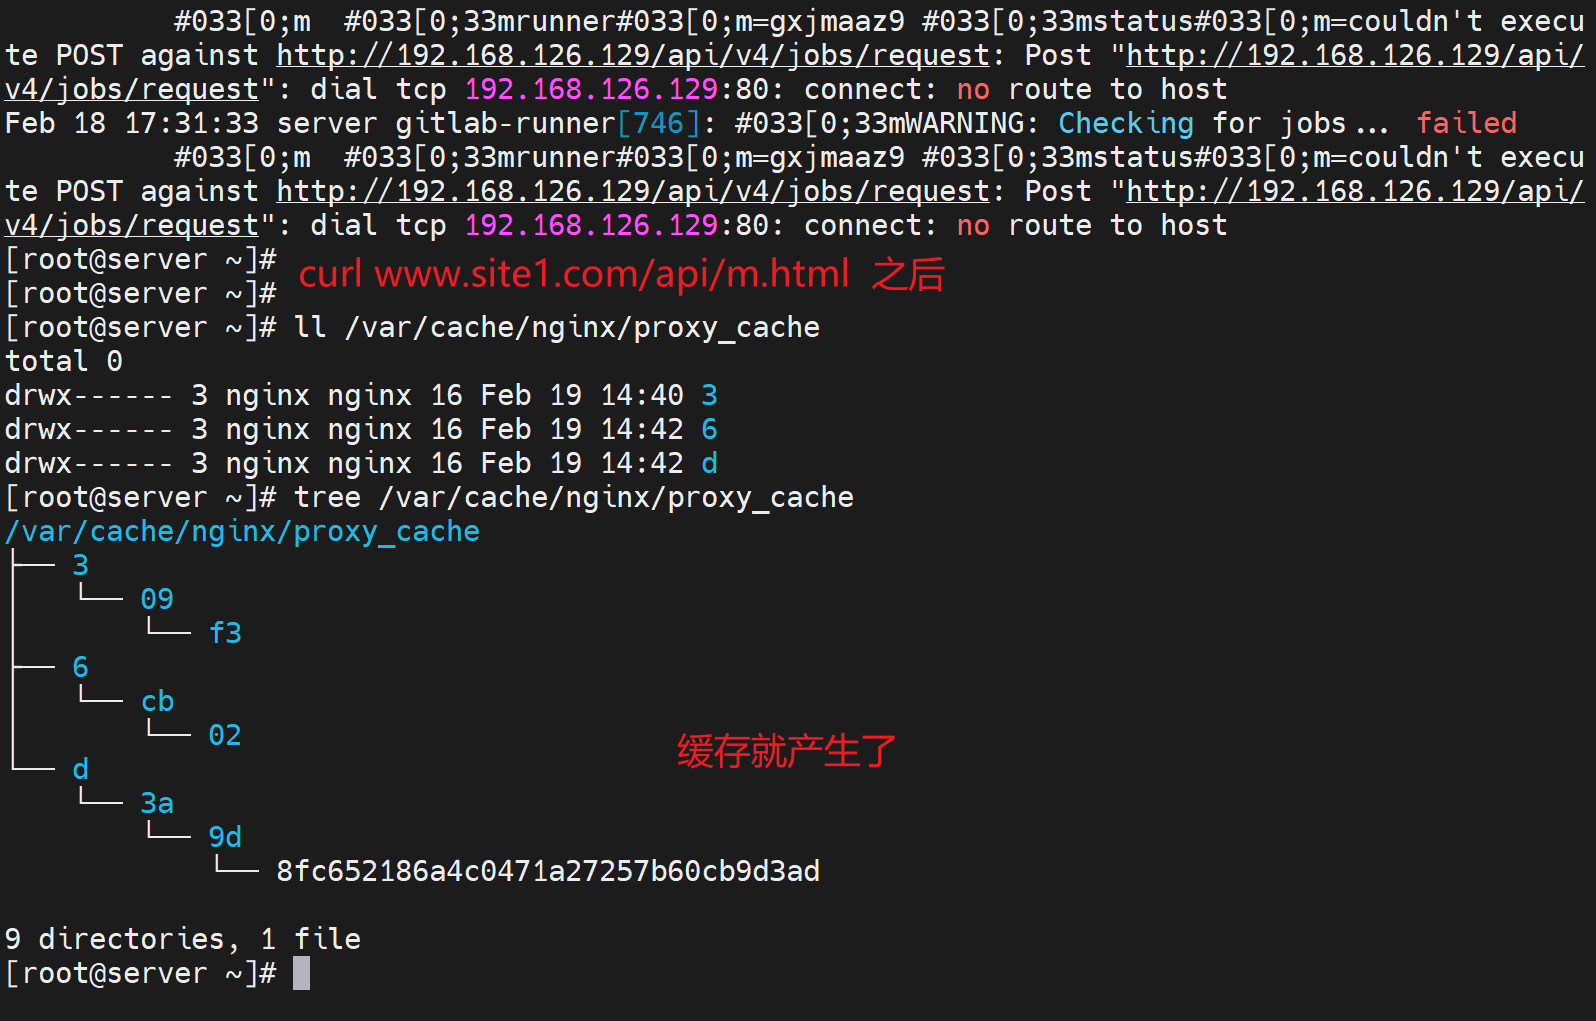 #033[0;m  #033[0;33mrunner#033[0;m=gxjmaaz9 #033[0;33mstatus#033[0;m=couldn't execu
te POST against http://192.168.126.129/api/v4/jobs/request: Post "http://192.168.126.129/api/
v4/jobs/request": dial tcp 192.168.126.129:80: connect: no route to host
Feb 18 17:31:33 server gitlab-runner[746]: #033[0;33mWARNING: Checking for jobs... failed
#033[0;m  #033[0;33mrunner#033[0;m=gxjmaaz9 #033[0;33mstatus#033[0;m=couldn't execu
te POST against http://192.168.126.129/api/v4/jobs/request: Post "http://192.168.126.129/api/
v4/jobs/request": dial tcp 192.168.126.129:80: connect: no route to host
[root@server ~]#
curl www.site1.com/api/m.html 之后
[root@server ~]#
[root@server ~]# ll /var/cache/nginx/proxy_cache
total 0
drwx------ 3 nginx nginx 16 Feb 19 14:40 3
drwx------ 3 nginx nginx 16 Feb 19 14:42 6
drwx------ 3 nginx nginx 16 Feb 19 14:42 d
[root@server ~]# tree /var/cache/nginx/proxy_cache
/var/cache/nginx/proxy_cache
├── 3
│   └── 09
│       └── f3
├── 6
│   └── cb
│       └── 02
缓存就产生了
└── d
    └── 3a
        └── 9d
            └── 8fc652186a4c0471a27257b60cb9d3ad
9 directories, 1 file
[root@server ~]#